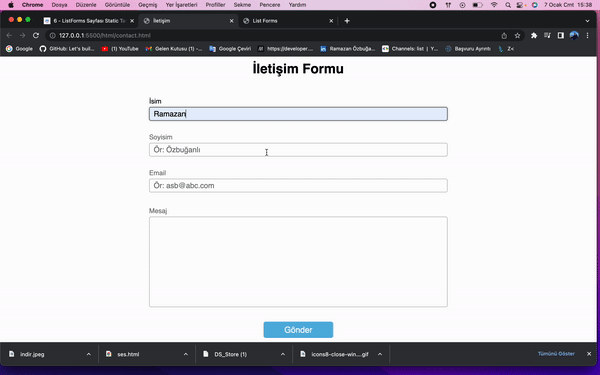 Chrome Dosya Düzenle Görüntüle Geçmiş Yer İşaretleri Profiller Sekme Pencere Yardım 7 Ocak Cmt 15:38
6 - ListForms Sayfası Static T İletişim List Forms
127.0.0.1:5500/html/contact.html
Google GitHub: Let's buil... (1) YouTube Gelen Kutusu (1) -... Google Çeviri https://developer.... Ramazan Özbuğa... Channels: list | Y... Başvuru Ayrıntı Z<
İletişim Formu
İsim
Ramazan
Soyisim
Ör: Özbuğanlı
Email
Ör: asb@abc.com
Mesaj
Gönder
indir.jpeg ses.html DS_Store (1) icons8-close-win....gif Tümünü Göster